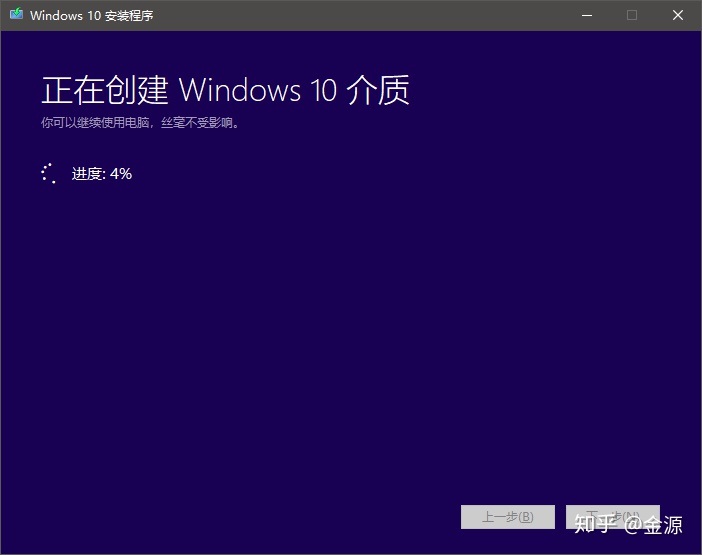 Windows 10 安装程序
正在创建 Windows 10 介质
你可以继续使用电脑，丝毫不受影响。
进度: 4%
上一步(B)
下一步(N)
知乎 @金源